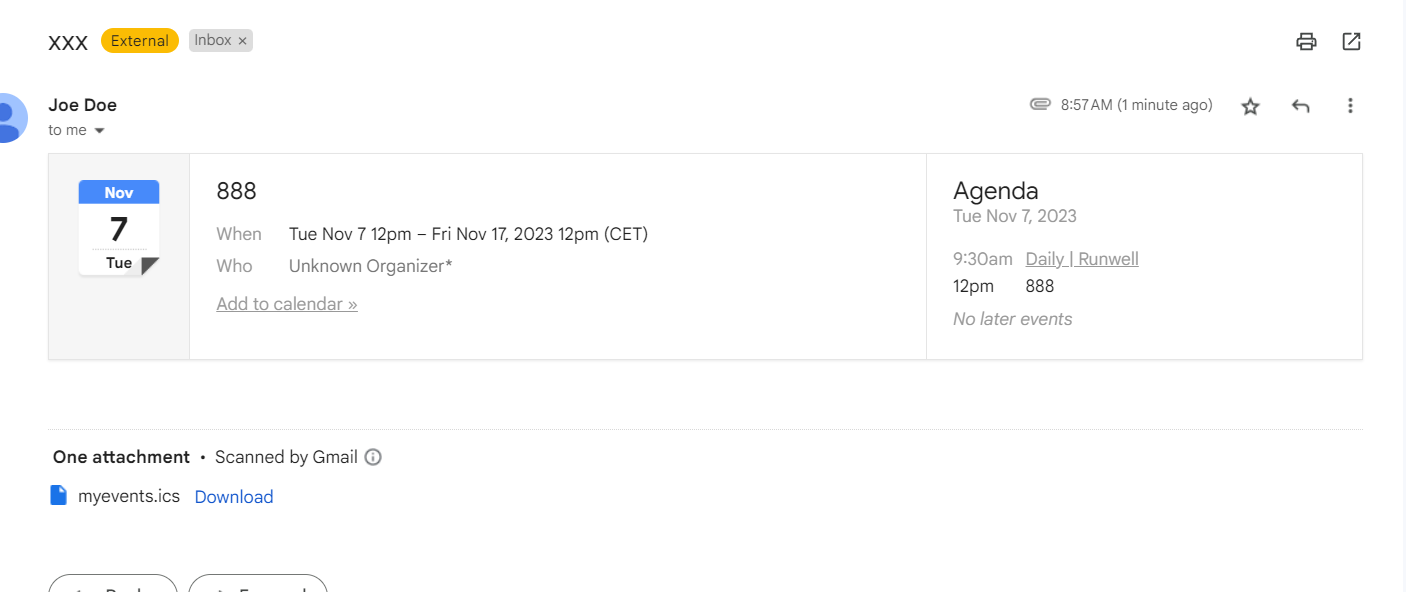 XXX External Inbox ×
Joe Doe
8:57 AM (1 minute ago)
to me
Nov
7
Tue
888
When Tue Nov 7 12pm – Fri Nov 17, 2023 12pm (CET)
Who Unknown Organizer*
Add to calendar »
Agenda
Tue Nov 7, 2023
9:30am Daily | Runwell
12pm 888
No later events
One attachment • Scanned by Gmail
myevents.ics Download